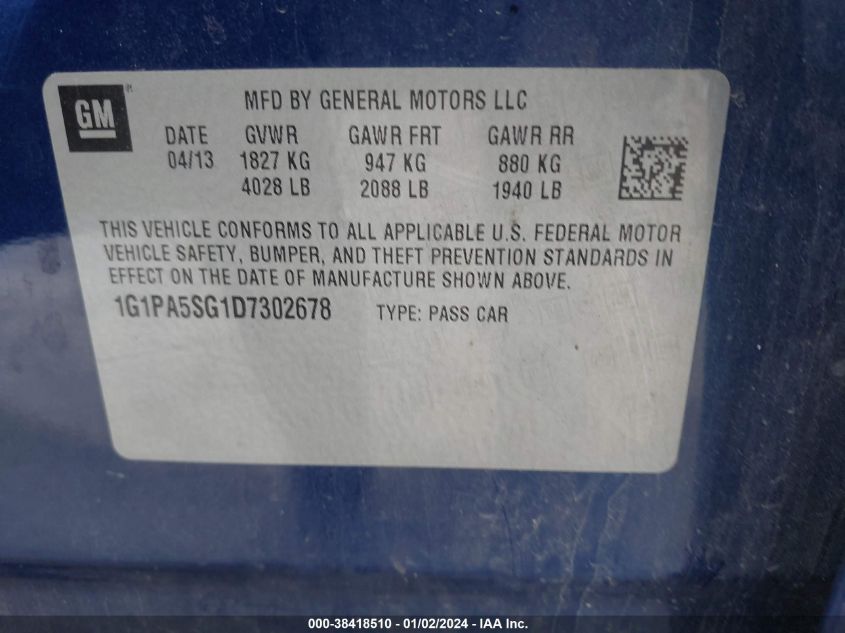 GM
MFD BY GENERAL MOTORS LLC
DATE GVWR GAWR FRT GAWR RR
04/13 1827 KG 947 KG 880 KG
4028 LB 2088 LB 1940 LB
THIS VEHICLE CONFORMS TO ALL APPLICABLE U.S. FEDERAL MOTOR
VEHICLE SAFETY, BUMPER, AND THEFT PREVENTION STANDARDS IN
EFFECT ON THE DATE OF MANUFACTURE SHOWN ABOVE.
1G1PA5SG1D7302678 TYPE: PASS CAR
000-38418510 - 01/02/2024 - IAA Inc.